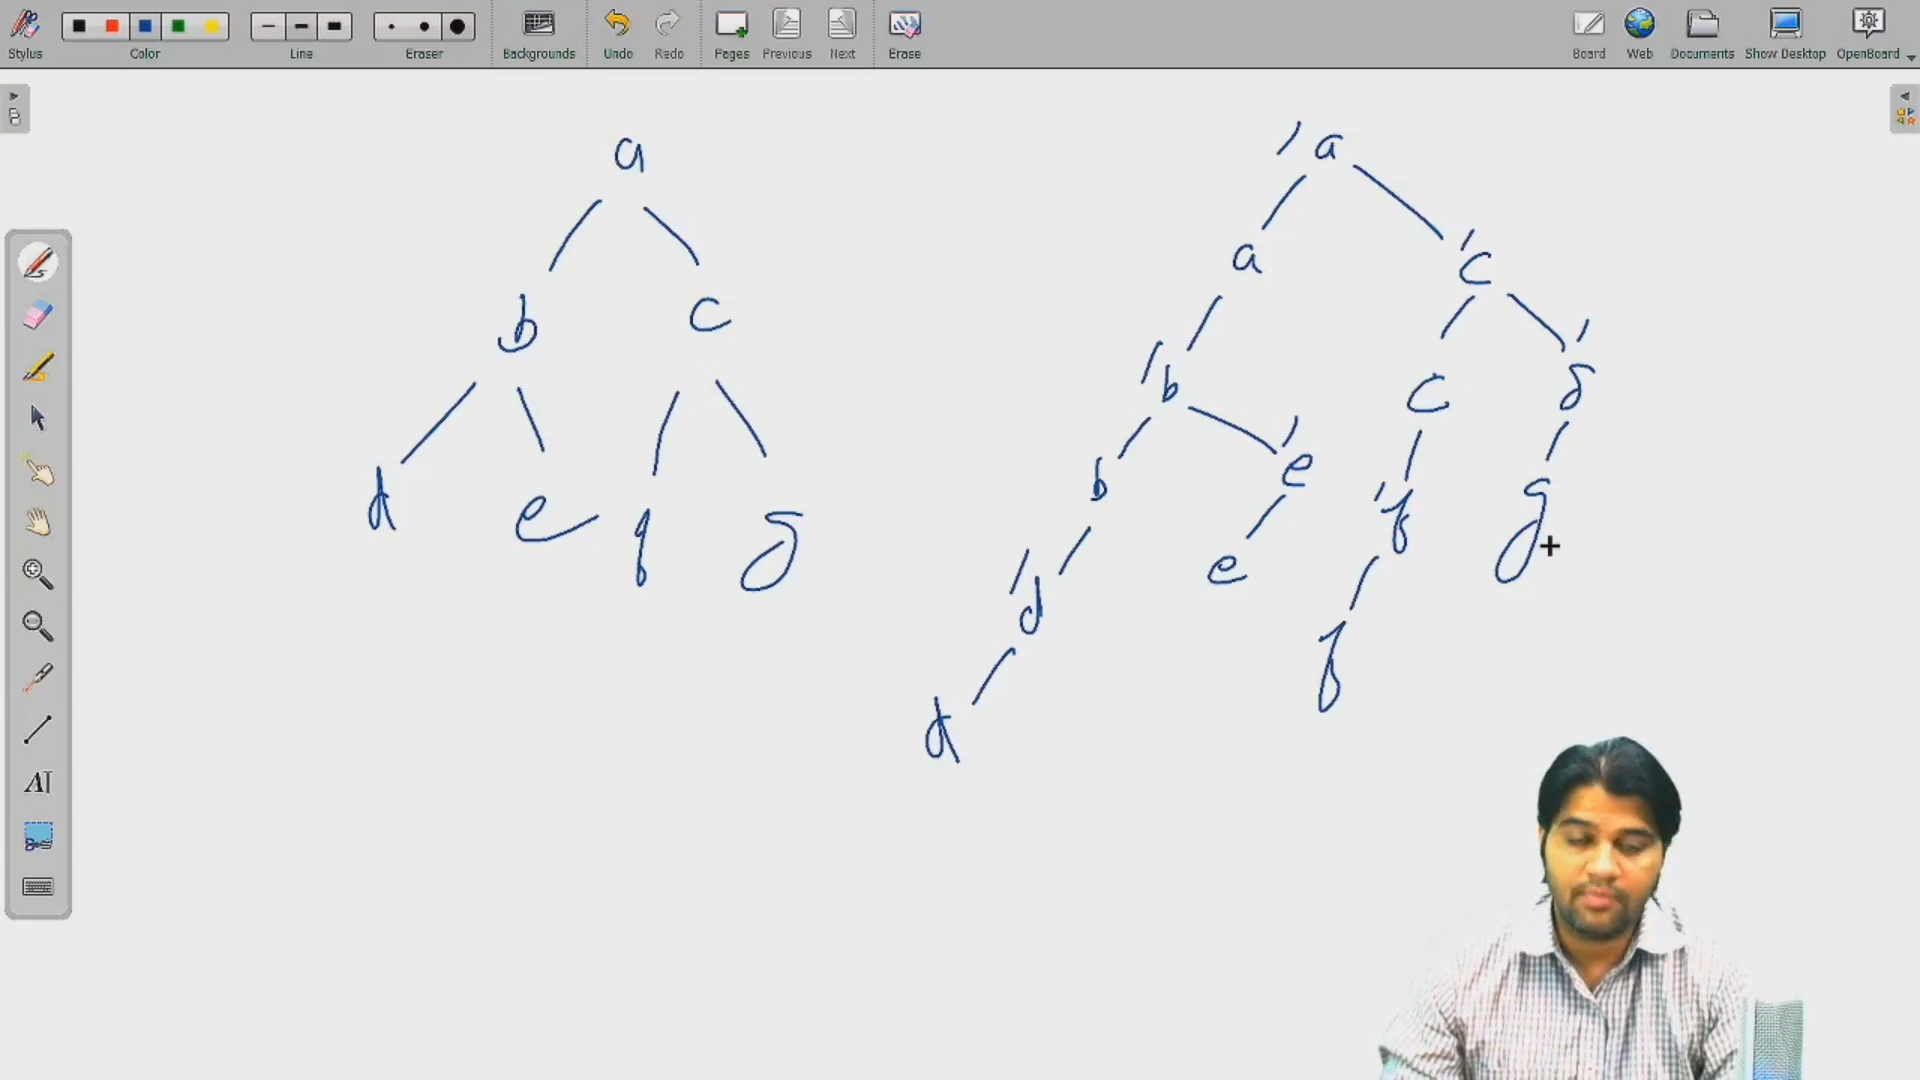 Stylus
Color
Line
Eraser
Backgrounds
Undo
Redo
Pages
Previous
Next
Erase
Board
Web
Documents
Show Desktop
OpenBoard
a
b c
d e f g
'a
a 'c
'b c 'g
b 'e 'f g
'd e f
d